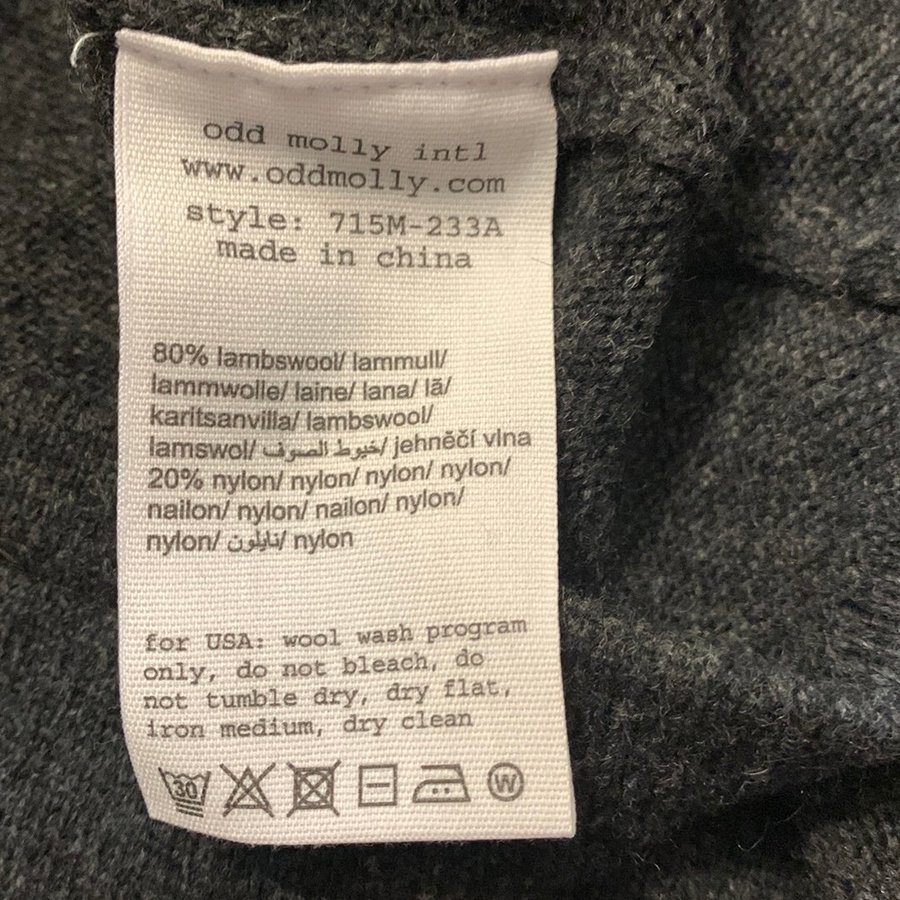 odd molly intl
www.oddmolly.com
style: 715M-233A
made in china
80% lambswool/ lammull/
lammwolle/ laine/ lana/ lã/
karitsanvilla/ lambswool/
lamswol/ خيوط الصوف/ jehněčí vlna
20% nylon/ nylon/ nylon/ nylon/
nailon/ nylon/ nailon/ nylon/
nylon/ نايلون/ nylon
for USA: wool wash program
only, do not bleach, do
not tumble dry, dry flat,
iron medium, dry clean
30 W